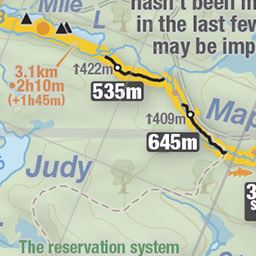 Mile L
hasn't been m
in the last fev
may be imp
3.1km
•2h10m
(+1h45m)
↑422m
535m
↑409m
Map
645m
Judy
3
The reservation system